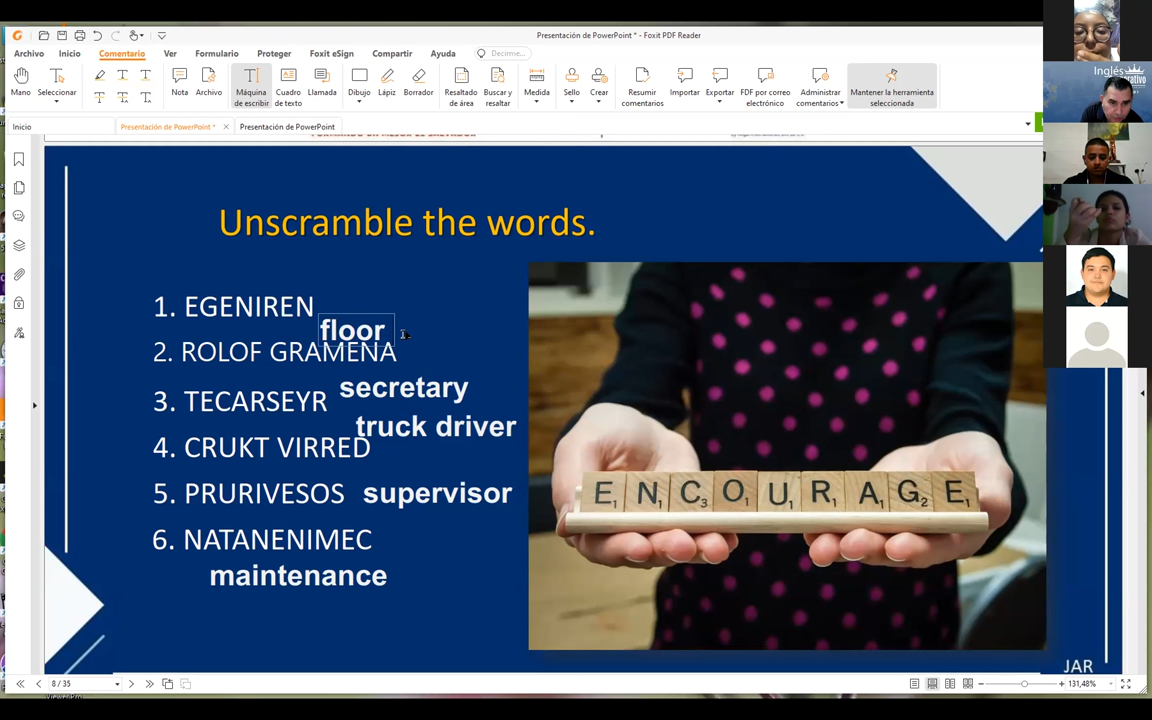 Presentación de PowerPoint * - Foxit PDF Reader
Archivo Inicio Comentario Ver Formulario Proteger Foxit eSign Compartir Ayuda Decirme...
Mano Seleccionar Nota Archivo Máquina de escribir Cuadro de texto Llamada Dibujo Lápiz Borrador Resaltado de área Buscar y resaltar Medida Sello Crear Resumir comentarios Importar Exportar FDF por correo electrónico Administrar comentarios Mantener la herramienta seleccionada
Inicio Presentación de PowerPoint * Presentación de PowerPoint
Inglés
Unscramble the words.
1. EGENIREN
floor
2. ROLOF GRAMENA
secretary
3. TECARSEYR
truck driver
4. CRUKT VIRRED
5. PRURIVESOS supervisor
6. NATANENIMEC
maintenance
ENCOURAGE
JAR
8 / 35
131,48%